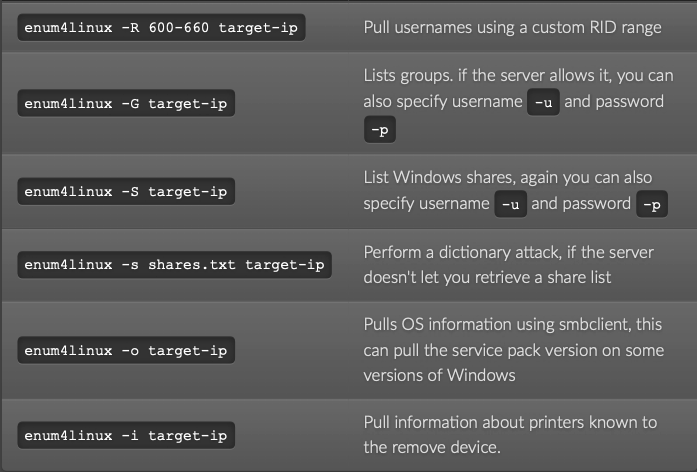 enum4linux -R 600-660 target-ip
Pull usernames using a custom RID range
enum4linux -G target-ip
Lists groups. if the server allows it, you can
also specify username -u and password
-p
enum4linux -S target-ip
List Windows shares, again you can also
specify username -u and password -p
enum4linux -s shares.txt target-ip
Perform a dictionary attack, if the server
doesn't let you retrieve a share list
enum4linux -o target-ip
Pulls OS information using smbclient, this
can pull the service pack version on some
versions of Windows
enum4linux -i target-ip
Pull information about printers known to
the remove device.